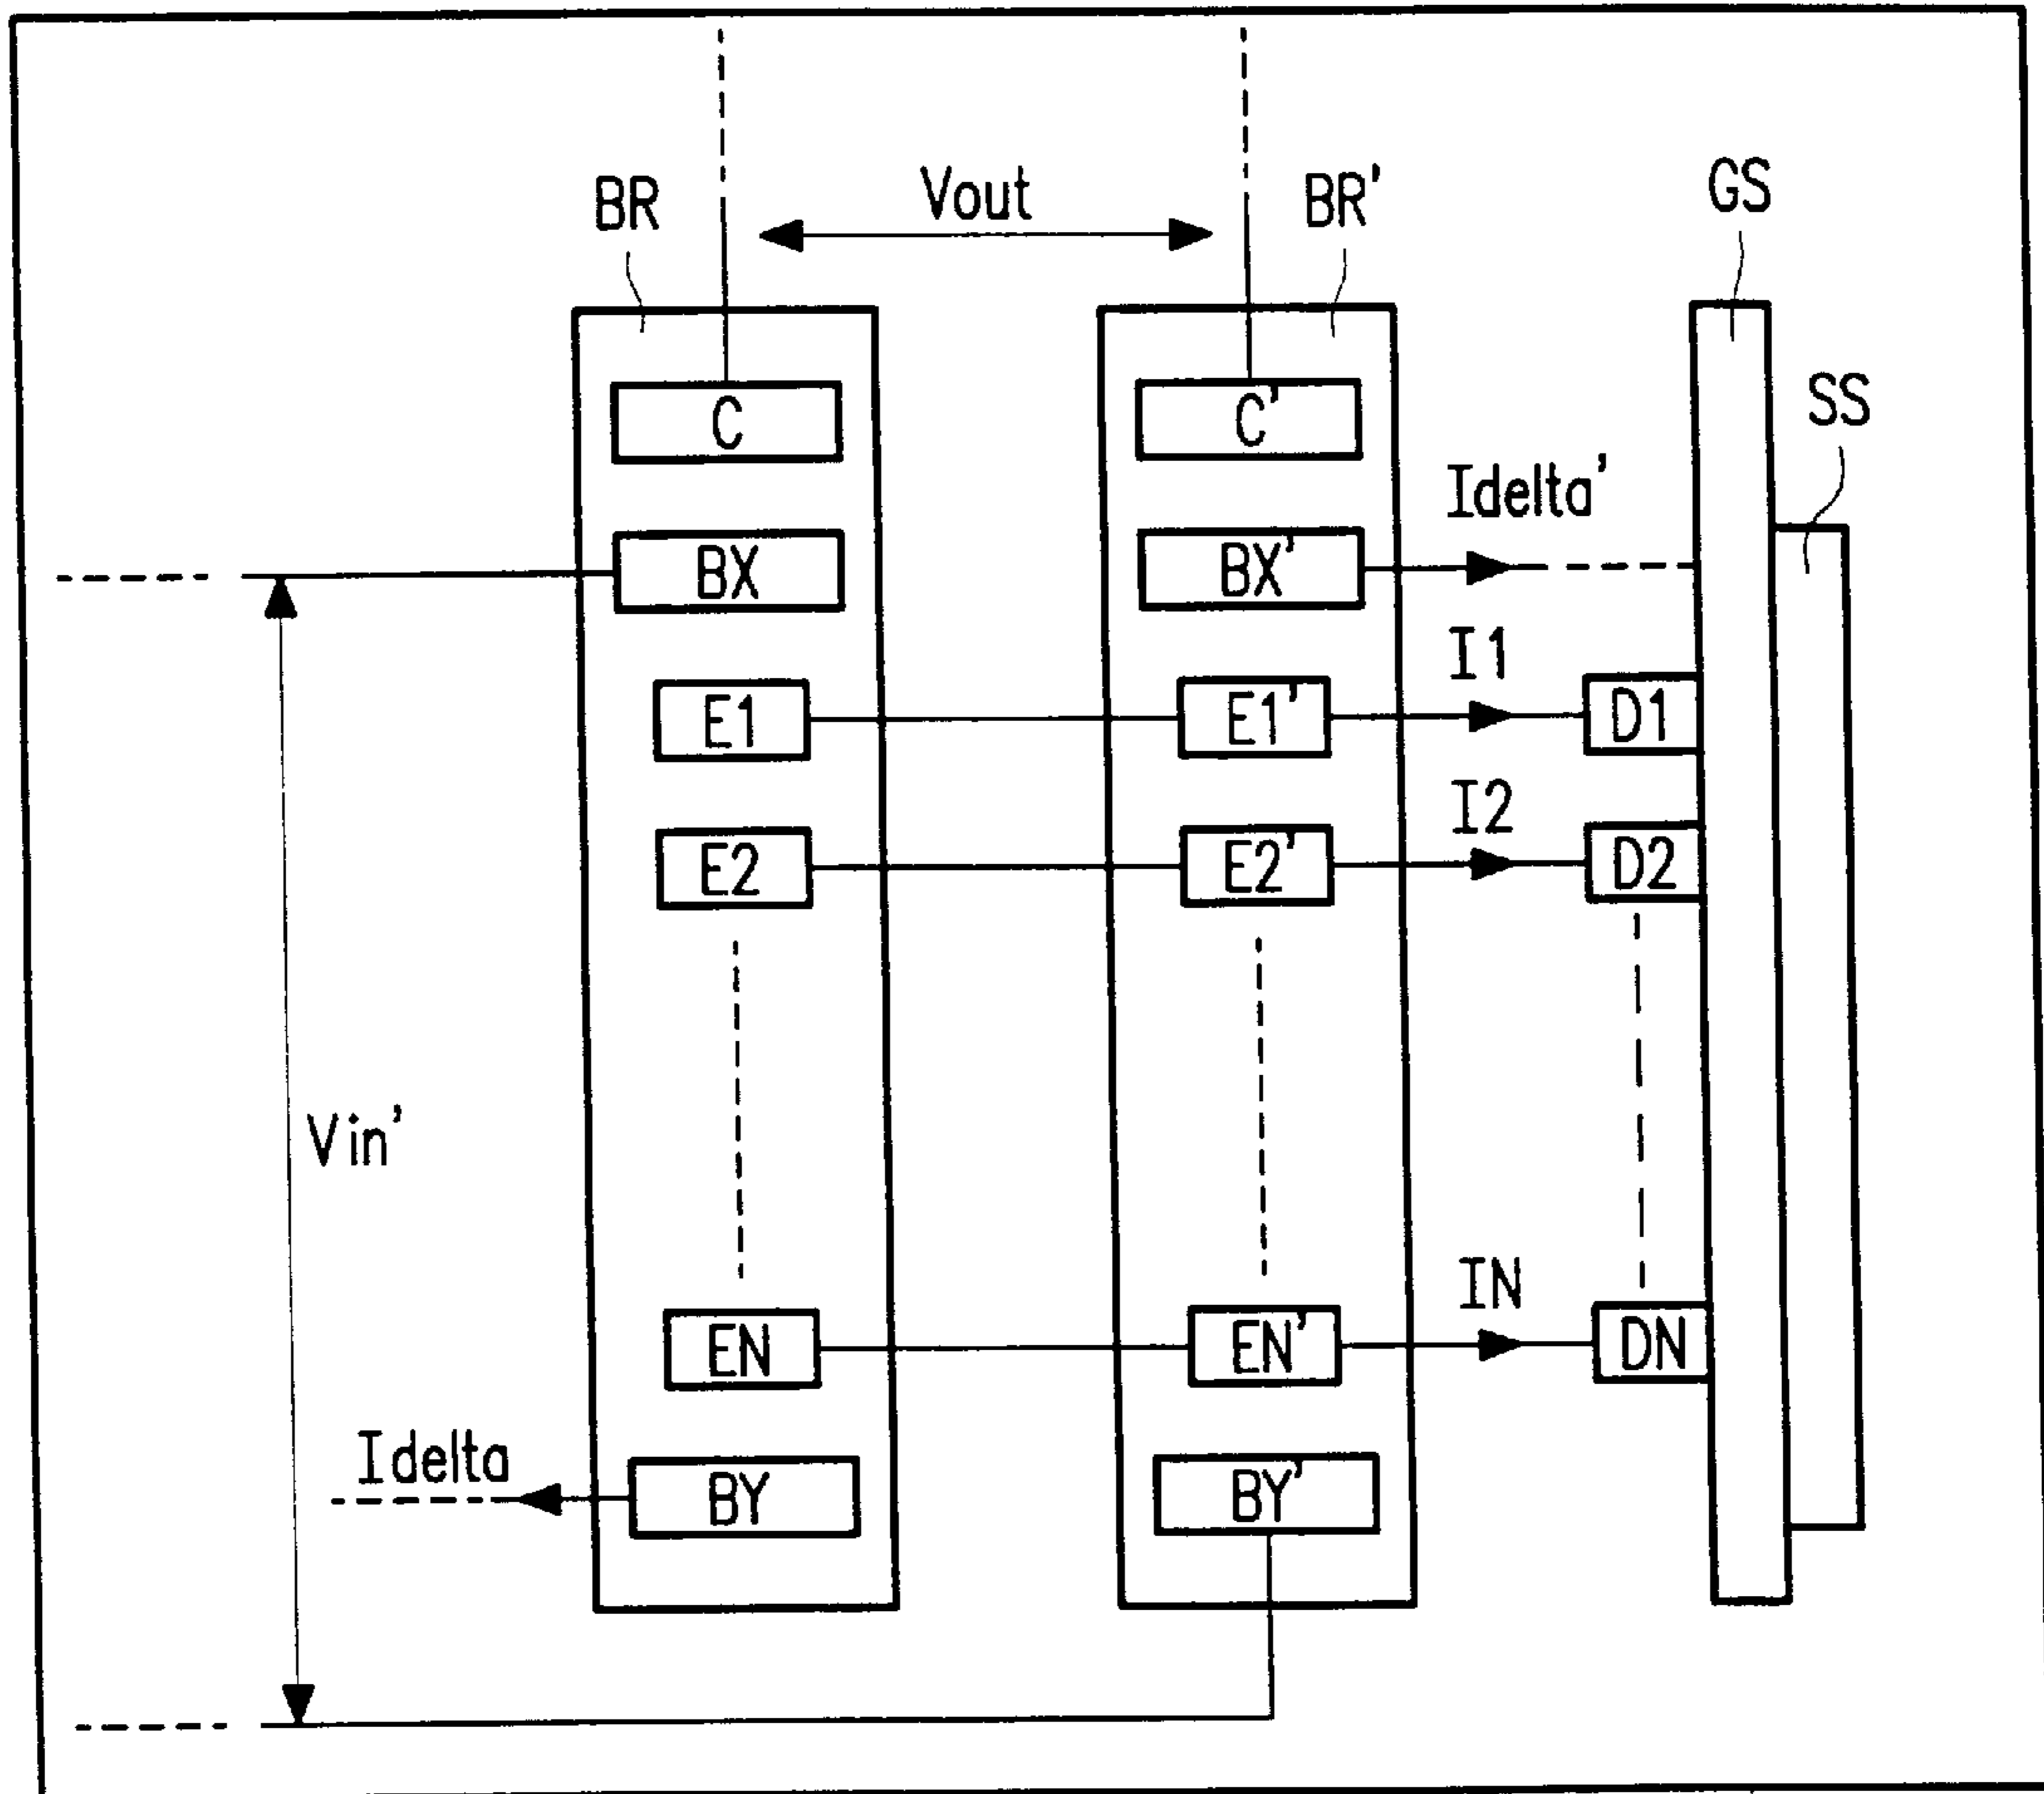 GS
Vout
BR
BR'
SS
C
C'
Idelta'
BX
BX'
I1
E1
E1'
D1
I2
E2
E2'
D2
Vin'
IN
EN
EN'
DN
Idelta
BY
BY'